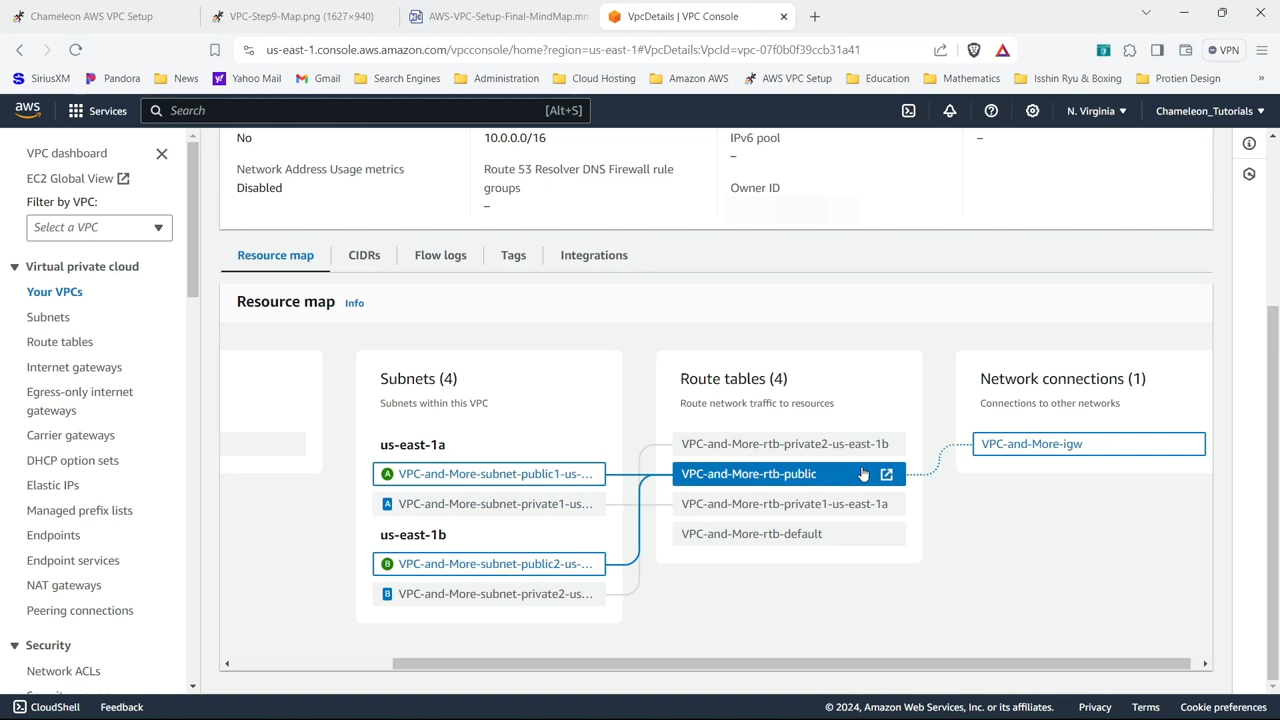 Chameleon AWS VPC Setup
VPC-Step9-Map.png (1627×940)
AWS-VPC-Setup-Final-MindMap.mn
VpcDetails | VPC Console
us-east-1.console.aws.amazon.com/vpcconsole/home?region=us-east-1#VpcDetails:VpcId=vpc-07f0b0f39ccb31a41
VPN
SiriusXM
Pandora
News
Yahoo Mail
Gmail
Search Engines
Administration
Cloud Hosting
Amazon AWS
AWS VPC Setup
Education
Mathematics
Isshin Ryu & Boxing
Protien Design
»
aws
Services
Search
[Alt+S]
N. Virginia
Chameleon_Tutorials
VPC dashboard
EC2 Global View
Filter by VPC:
Select a VPC
Virtual private cloud
Your VPCs
Subnets
Route tables
Internet gateways
Egress-only internet
gateways
Carrier gateways
DHCP option sets
Elastic IPs
Managed prefix lists
Endpoints
Endpoint services
NAT gateways
Peering connections
Security
Network ACLs
No
Network Address Usage metrics
Disabled
10.0.0.0/16
Route 53 Resolver DNS Firewall rule
groups
–
IPv6 pool
–
Owner ID
–
Resource map
CIDRs
Flow logs
Tags
Integrations
Resource map Info
Subnets (4)
Subnets within this VPC
us-east-1a
A VPC-and-More-subnet-public1-us-...
A VPC-and-More-subnet-private1-us...
us-east-1b
B VPC-and-More-subnet-public2-us-...
B VPC-and-More-subnet-private2-us...
Route tables (4)
Route network traffic to resources
VPC-and-More-rtb-private2-us-east-1b
VPC-and-More-rtb-public
VPC-and-More-rtb-private1-us-east-1a
VPC-and-More-rtb-default
Network connections (1)
Connections to other networks
VPC-and-More-igw
CloudShell
Feedback
© 2024, Amazon Web Services, Inc. or its affiliates.
Privacy
Terms
Cookie preferences